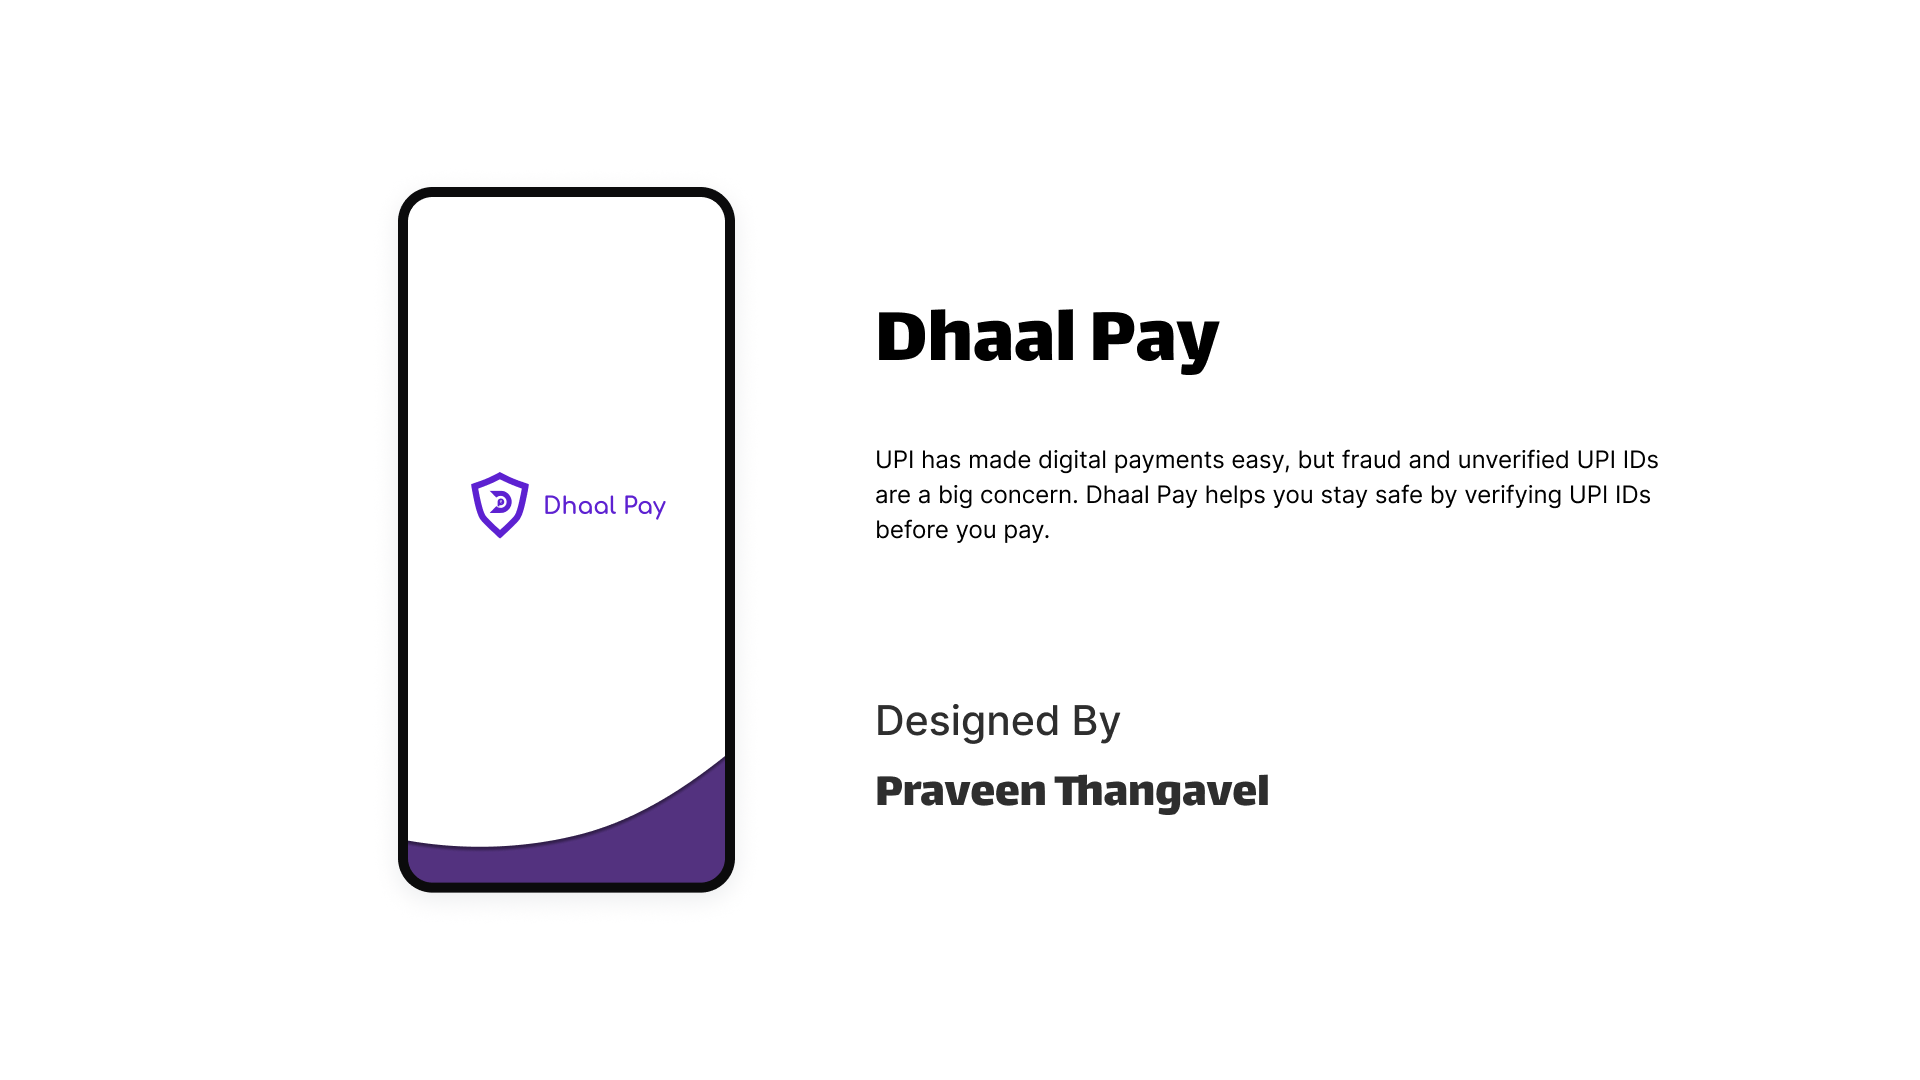 Dhaal Pay
Dhaal Pay
UPI has made digital payments easy, but fraud and unverified UPI IDs
are a big concern. Dhaal Pay helps you stay safe by verifying UPI IDs
before you pay.
Designed By
Praveen Thangavel